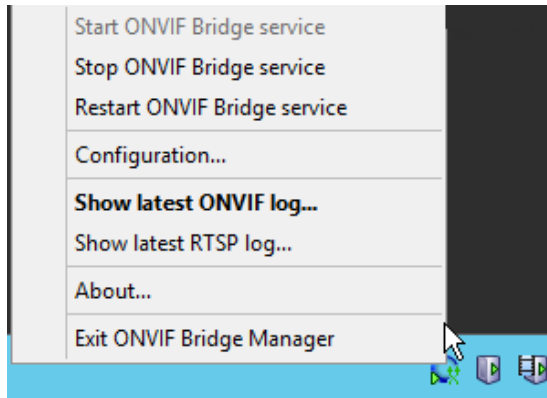 Start ONVIF Bridge service
Stop ONVIF Bridge service
Restart ONVIF Bridge service
Configuration...
Show latest ONVIF log...
Show latest RTSP log...
About...
Exit ONVIF Bridge Manager